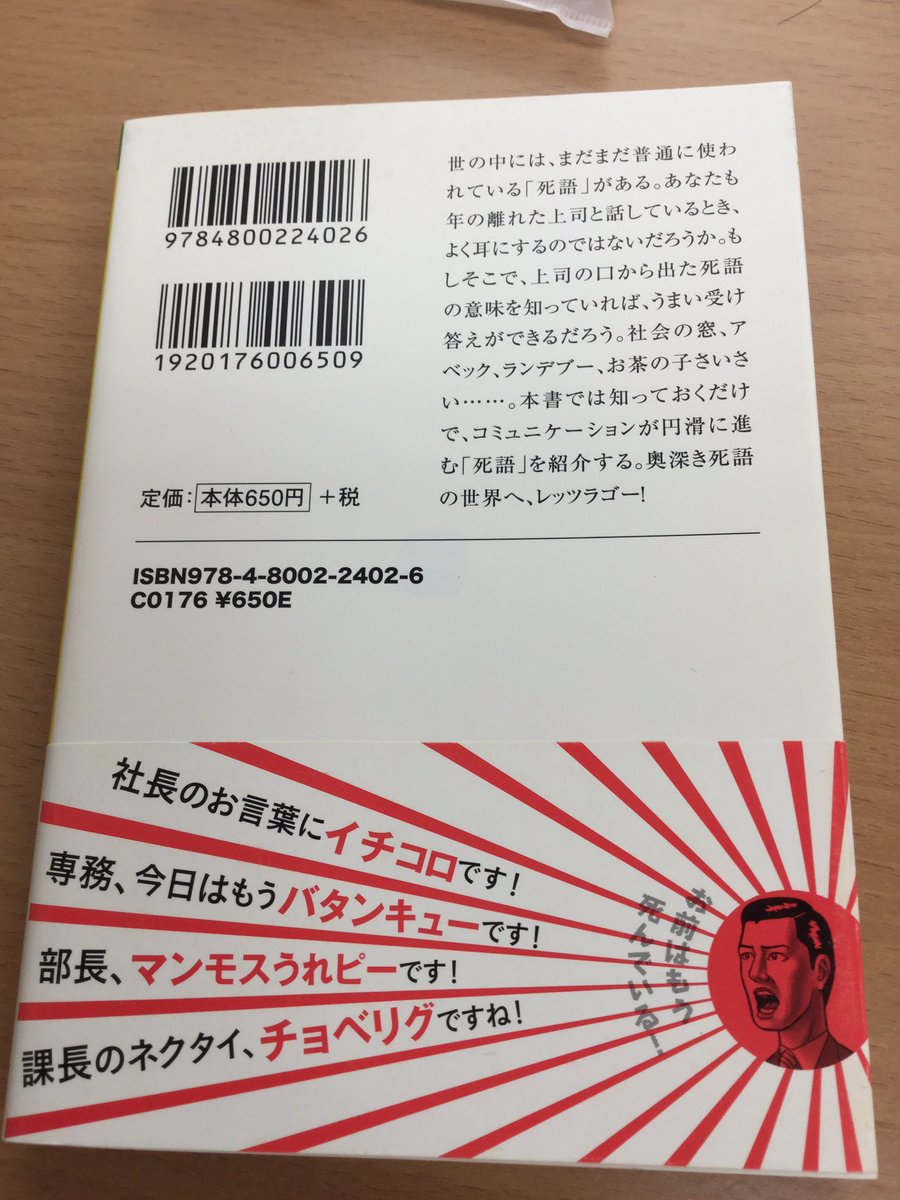 9784800224026
1920176006509
定価：本体650円＋税
世の中には、まだまだ普通に使わ
れている「死語」がある。あなたも
年の離れた上司と話しているとき、
よく耳にするのではないだろうか。も
しそこで、上司の口から出た死語
の意味を知っていれば、うまい受け
答えができるだろう。社会の窓、ア
ベック、ランデブー、お茶の子さいさ
い……。本書では知っておくだけ
で、コミュニケーションが円滑に進
む「死語」を紹介する。奥深き死語
の世界へ、レッツラゴー！
ISBN978-4-8002-2402-6
C0176 ¥650E
社長のお言葉にイチコロです！
専務、今日はもうバタンキューです！
部長、マンモスうれピーです！
課長のネクタイ、チョベリグですね！
お前はもう
死んでいる！